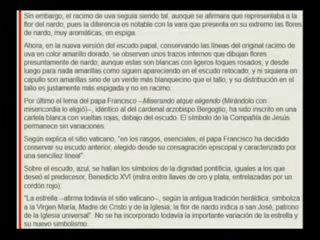 Sin embargo, el racimo de uva seguía siendo tal, aunque se afirmara que representaba a la
flor del nardo, pues la diferencia es notable con la vara que presenta en su extremo las flores
de nardo, muy aromáticas, en espiga.
Ahora, en la nueva versión del escudo papal, conservando las líneas del original racimo de
uva en color amarillo dorado, se observan unos trazos internos que dibujan flores
presuntamente de nardo, aunque estas son blancas con ligeros toques rosados, y desde
luego para nada amarillas como siguen apareciendo en el escudo retocado, y ni siquiera en
capullo son amarillas sino de un verde más blanquecino que el tallo, y su distribución en el
tallo es justamente más espigada y no en racimo.
Por último el lema del papa Francisco –Miserando atque eligendo (Mirándolo con
misericordia lo eligió)–, idéntico al del cardenal arzobispo Bergoglio, ha sido inscrito en una
cartela blanca con vueltas rojas, debajo del escudo. El símbolo de la Compañía de Jesús
permanece sin variaciones.
Según explica el sitio vaticano, "en los rasgos, esenciales, el papa Francisco ha decidido
conservar su escudo anterior, elegido desde su consagración episcopal y caracterizado por
una sencillez lineal".
Sobre el escudo, azul, se hallan los símbolos de la dignidad pontificia, iguales a los que
deseó el predecesor, Benedicto XVI (mitra entre llaves de oro y plata, entrelazadas por un
cordón rojo).
"La estrella –afirma todavía el sitio vaticano–, según la antigua tradición heráldica, simboliza
a la Virgen María, Madre de Cristo y de la Iglesia; la flor de nardo indica a san José, patrono
de la Iglesia universal". No se ha incorporado todavía la importante variación de la estrella y
su nuevo simbolismo.